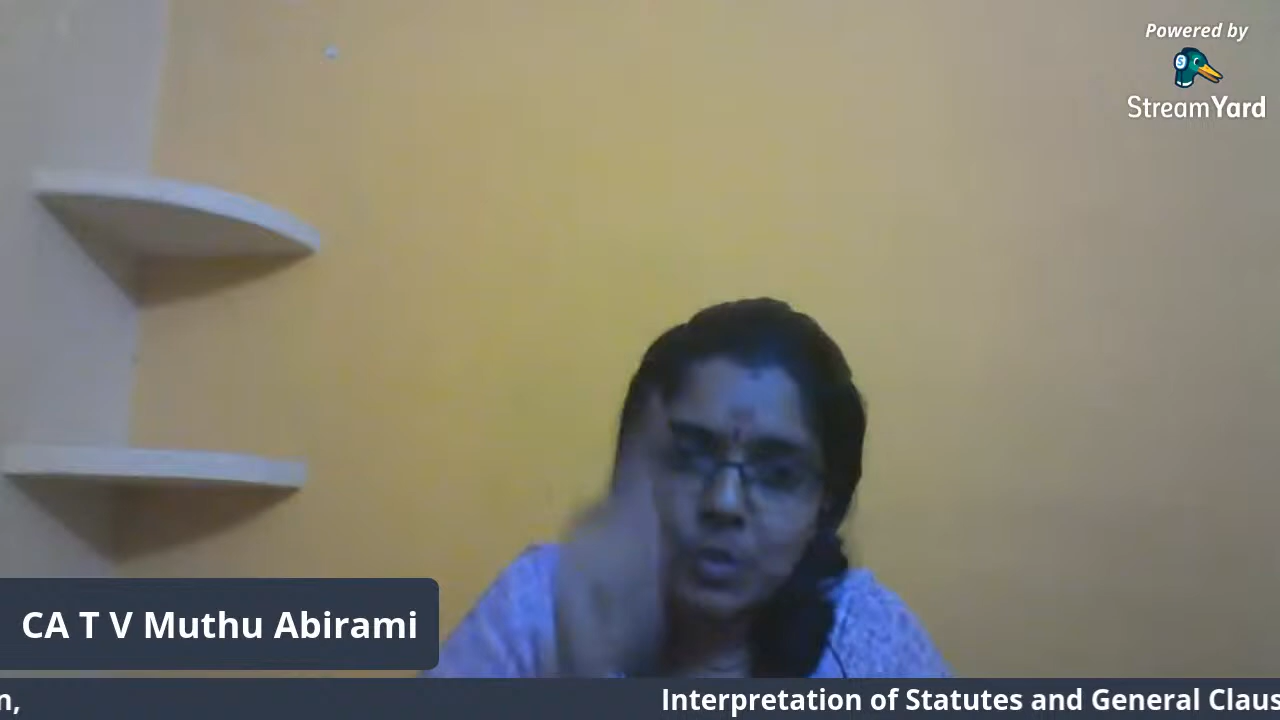 Powered by
S
StreamYard
CA T V Muthu Abirami
n,
Interpretation of Statutes and General Claus